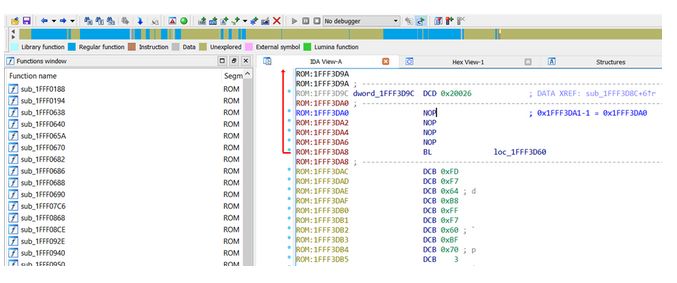 No debugger
Library function Regular function Instruction Data Unexplored External symbol Lumina function
Functions window
IDA View-A Hex View-1 Structures
Function name Segm
sub_1FFF0188 ROM
sub_1FFF0194 ROM
sub_1FFF0638 ROM
sub_1FFF0640 ROM
sub_1FFF065A ROM
sub_1FFF0670 ROM
sub_1FFF0682 ROM
sub_1FFF0686 ROM
sub_1FFF0688 ROM
sub_1FFF0690 ROM
sub_1FFF07C6 ROM
sub_1FFF0868 ROM
sub_1FFF08CE ROM
sub_1FFF092E ROM
sub_1FFF0940 ROM
sub_1FFF0950 ROM
ROM:1FFF3D9A
ROM:1FFF3D9A ; ---------------------------------------------------------------------------
ROM:1FFF3D9C dword_1FFF3D9C DCD 0x20026 ; DATA XREF: sub_1FFF3D8C+6↑r
ROM:1FFF3DA0 ; ---------------------------------------------------------------------------
ROM:1FFF3DA0 NOP ; 0x1FFF3DA1-1 = 0x1FFF3DA0
ROM:1FFF3DA2 NOP
ROM:1FFF3DA4 NOP
ROM:1FFF3DA6 NOP
ROM:1FFF3DA8 BL loc_1FFF3D60
ROM:1FFF3DA8 ; ---------------------------------------------------------------------------
ROM:1FFF3DAC DCB 0xFD
ROM:1FFF3DAD DCB 0xF7
ROM:1FFF3DAE DCB 0x64 ; d
ROM:1FFF3DAF DCB 0xB8
ROM:1FFF3DB0 DCB 0xFF
ROM:1FFF3DB1 DCB 0xF7
ROM:1FFF3DB2 DCB 0x60 ; `
ROM:1FFF3DB3 DCB 0xBF
ROM:1FFF3DB4 DCB 0x70 ; p
ROM:1FFF3DB5 DCB 3